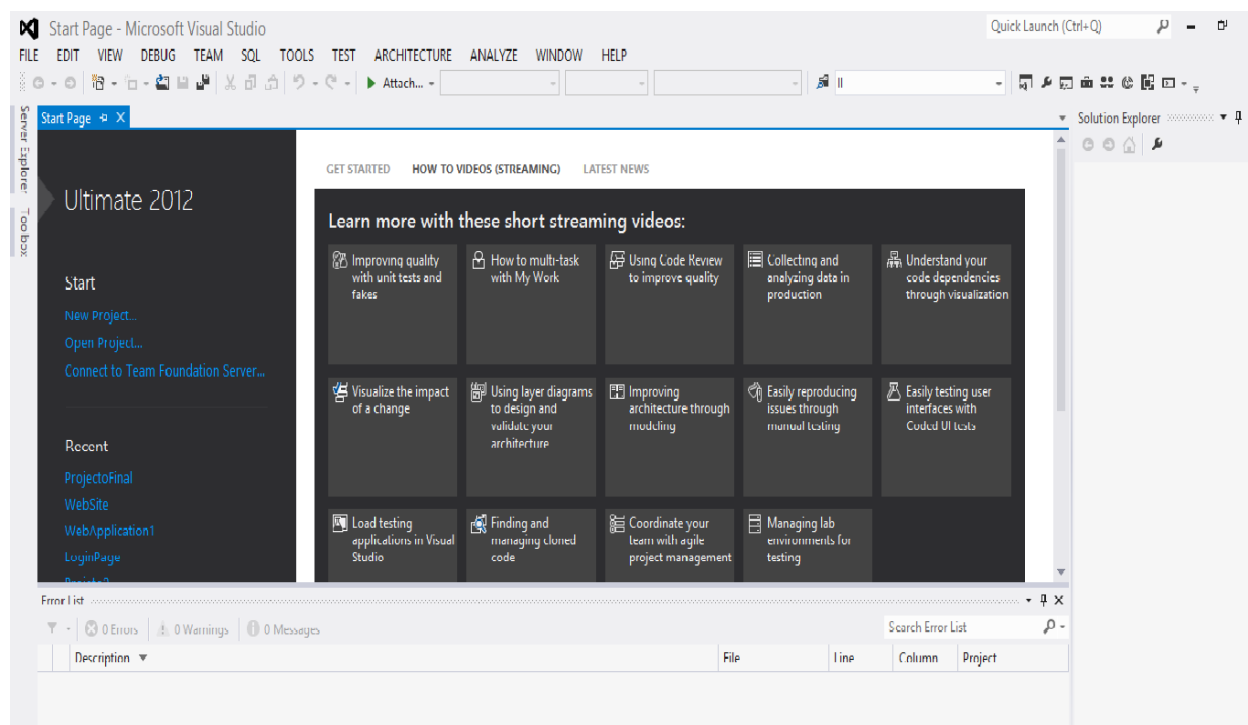 Start Page - Microsoft Visual Studio
Quick Launch (Ctrl+Q)
FILE EDIT VIEW DEBUG TEAM SQL TOOLS TEST ARCHITECTURE ANALYZE WINDOW HELP
Attach...
Server Explorer
Toolbox
Start Page
Solution Explorer
GET STARTED HOW TO VIDEOS (STREAMING) LATEST NEWS
Ultimate 2012
Start
New Project...
Open Project...
Connect to Team Foundation Server...
Recent
ProjectoFinal
WebSite
WebApplication1
LoginPage
Learn more with these short streaming videos:
Improving quality
with unit tests and
fakes
How to multi-task
with My Work
Using Code Review
to improve quality
Collecting and
analyzing data in
production
Understand your
code dependencies
through visualization
Visualize the impact
of a change
Using layer diagrams
to design and
validate your
architecture
Improving
architecture through
modeling
Easily reproducing
issues through
manual testing
Easily testing user
interfaces with
Coded UI tests
Load testing
applications in Visual
Studio
Finding and
managing cloned
code
Coordinate your
team with agile
project management
Managing lab
environments for
testing
Error List
0 Errors 0 Warnings 0 Messages
Search Error List
Description File Line Column Project